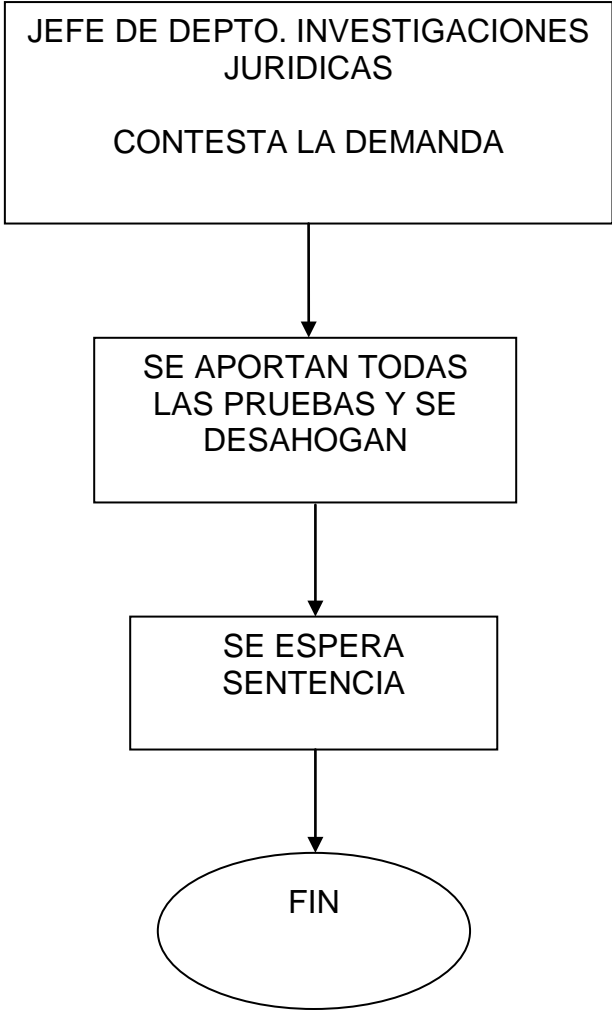 JEFE DE DEPTO. INVESTIGACIONES
JURIDICAS
CONTESTA LA DEMANDA
SE APORTAN TODAS
LAS PRUEBAS Y SE
DESAHOGAN
SE ESPERA
SENTENCIA
FIN